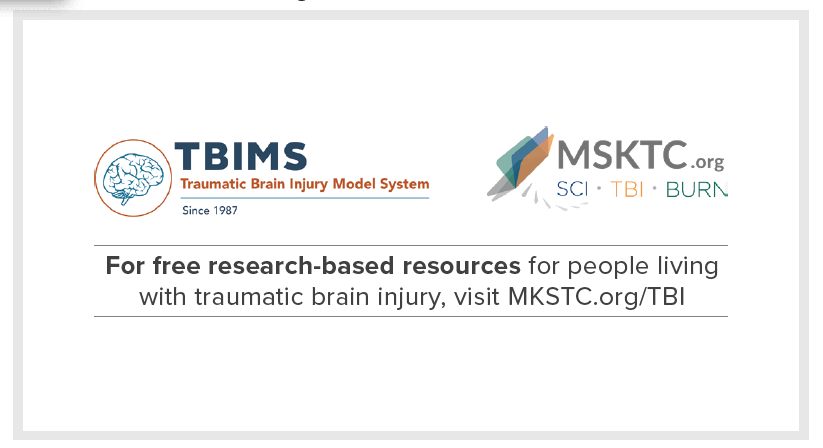 TBIMS
Traumatic Brain Injury Model System
Since 1987
MSKTC.org
SCI · TBI · BURN
For free research-based resources for people living
with traumatic brain injury, visit MKSTC.org/TBI